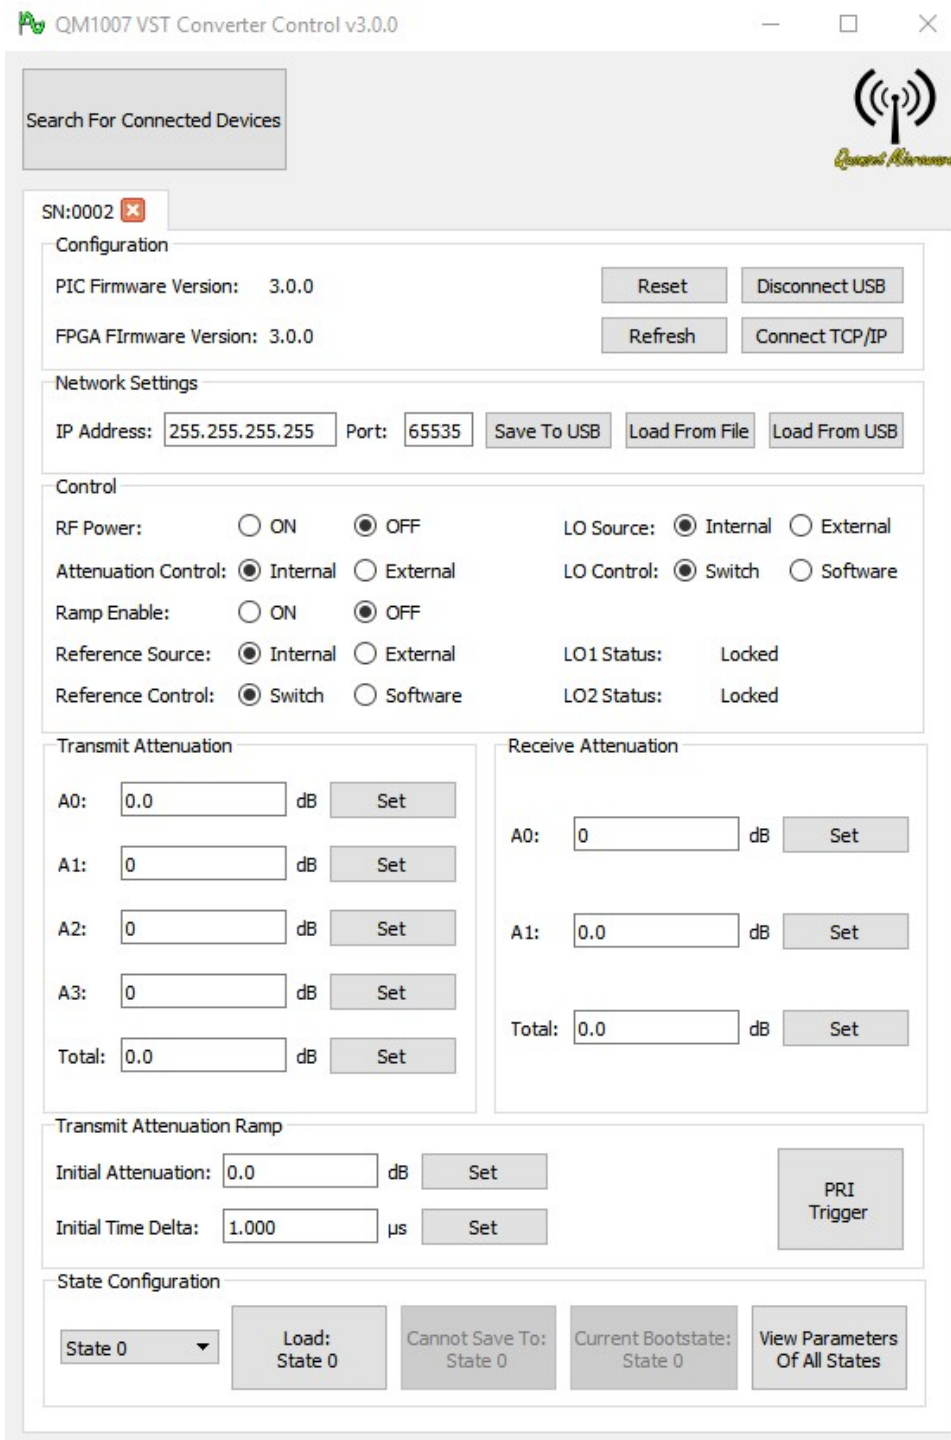 QM1007 VST Converter Control v3.0.0
Search For Connected Devices
SN:0002
Configuration
PIC Firmware Version: 3.0.0 Reset Disconnect USB
FPGA FIrmware Version: 3.0.0 Refresh Connect TCP/IP
Network Settings
IP Address: 255.255.255.255 Port: 65535 Save To USB Load From File Load From USB
Control
RF Power: ON OFF LO Source: Internal External
Attenuation Control: Internal External LO Control: Switch Software
Ramp Enable: ON OFF
Reference Source: Internal External LO1 Status: Locked
Reference Control: Switch Software LO2 Status: Locked
Transmit Attenuation
A0: 0.0 dB Set
A1: 0 dB Set
A2: 0 dB Set
A3: 0 dB Set
Total: 0.0 dB Set
Receive Attenuation
A0: 0 dB Set
A1: 0.0 dB Set
Total: 0.0 dB Set
Transmit Attenuation Ramp
Initial Attenuation: 0.0 dB Set
Initial Time Delta: 1.000 µs Set
PRI
Trigger
State Configuration
State 0
Load:
State 0
Cannot Save To:
State 0
Current Bootstate:
State 0
View Parameters
Of All States